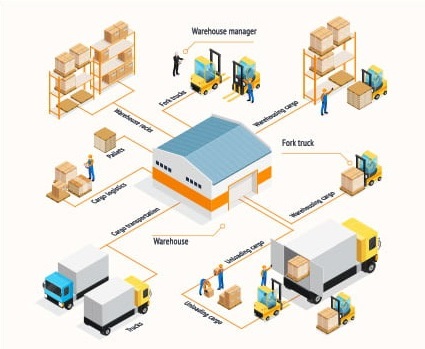 Warehouse manager
Fork trucks
Warehousing cargo
Warehouse racks
Fork truck
Pallets
Cargo logistics
Warehousing cargo
Cargo transportation
Warehouse
Unloading cargo
Unloading cargo
Trucks